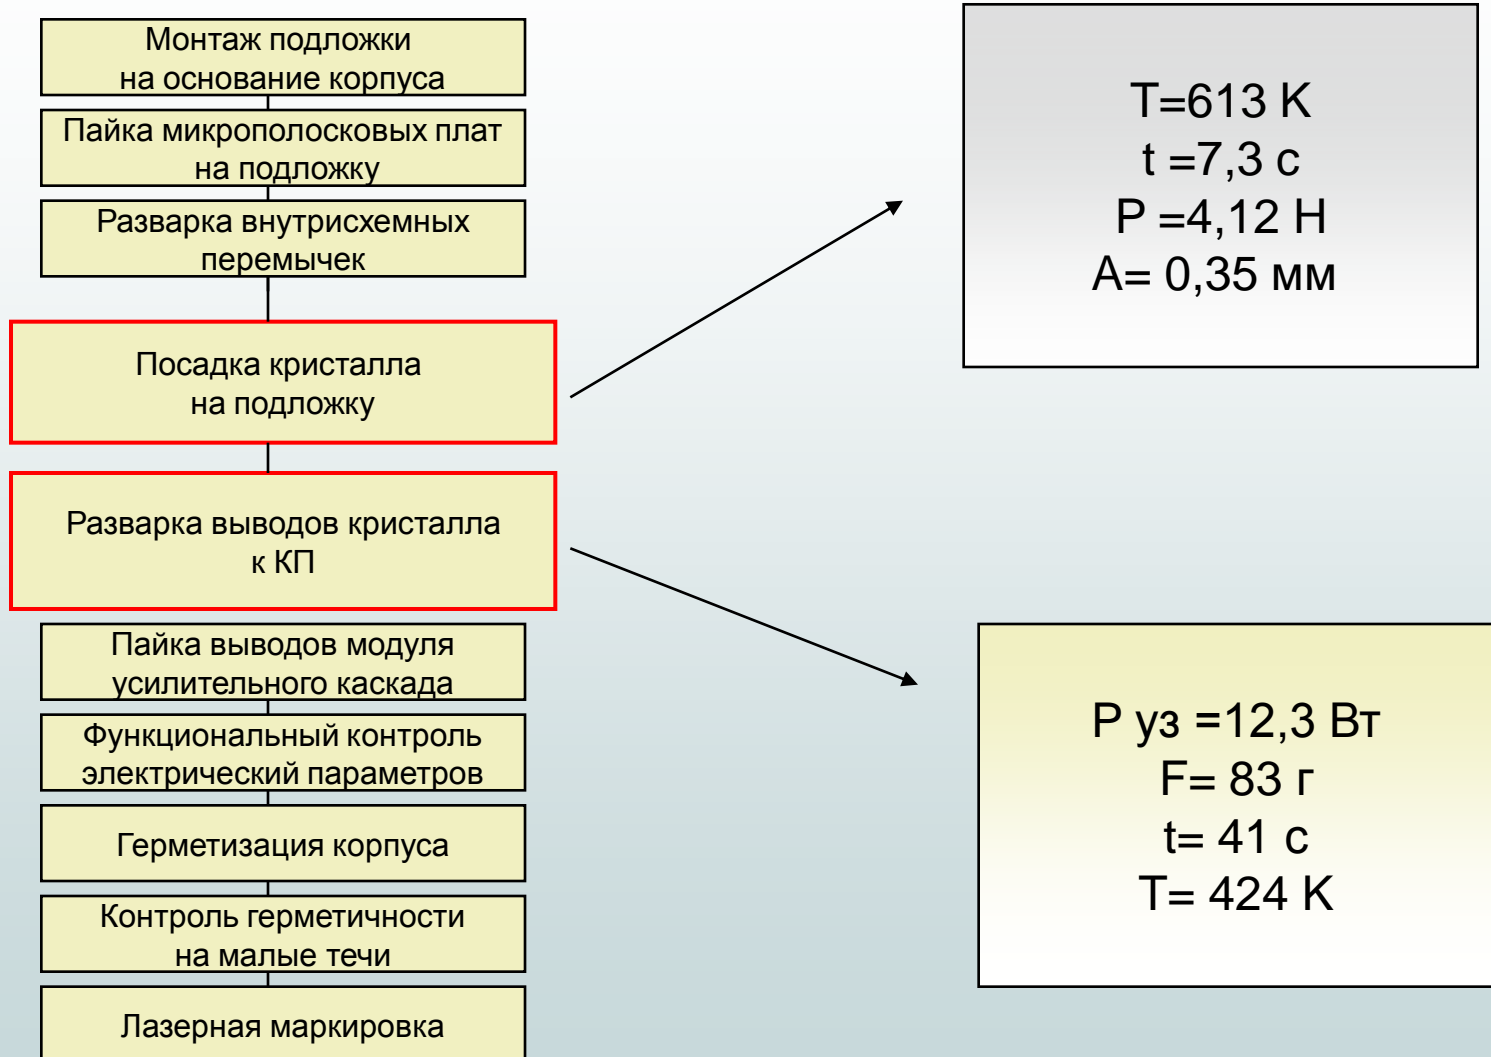 Монтаж подложки
на основание корпуса
Пайка микрополосковых плат
на подложку
Разварка внутрисхемных
перемычек
Посадка кристалла
на подложку
Разварка выводов кристалла
к КП
Пайка выводов модуля
усилительного каскада
Функциональный контроль
электрический параметров
Герметизация корпуса
Контроль герметичности
на малые течи
Лазерная маркировка
T=613 K
t =7,3 с
P =4,12 Н
A= 0,35 мм
P уз =12,3 Вт
F= 83 г
t= 41 с
T= 424 K